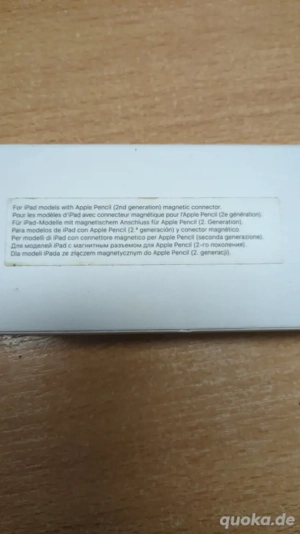 For iPad models with Apple Pencil (2nd generation) magnetic connector.
Pour les modèles d'iPad avec connecteur magnétique pour l'Apple Pencil (2e génération).
Für iPad-Modelle mit magnetischem Anschluss für Apple Pencil (2. Generation).
Para modelos de iPad con Apple Pencil (2.ª generación) y conector magnético.
Per modelli di iPad con connettore magnetico per Apple Pencil (seconda generazione).
Для моделей iPad с магнитным разъемом для Apple Pencil (2-го поколения).
Dla modeli iPada ze złączem magnetycznym do Apple Pencil (2. generacji).
quoka.de